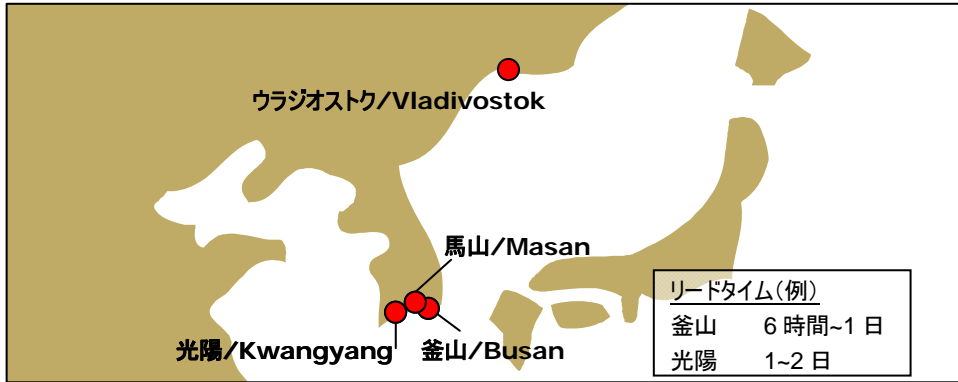 ウラジオストク/Vladivostok
馬山/Masan
光陽/Kwangyang
釜山/Busan
リードタイム(例)
釜山 6 時間~1 日
光陽 1~2 日